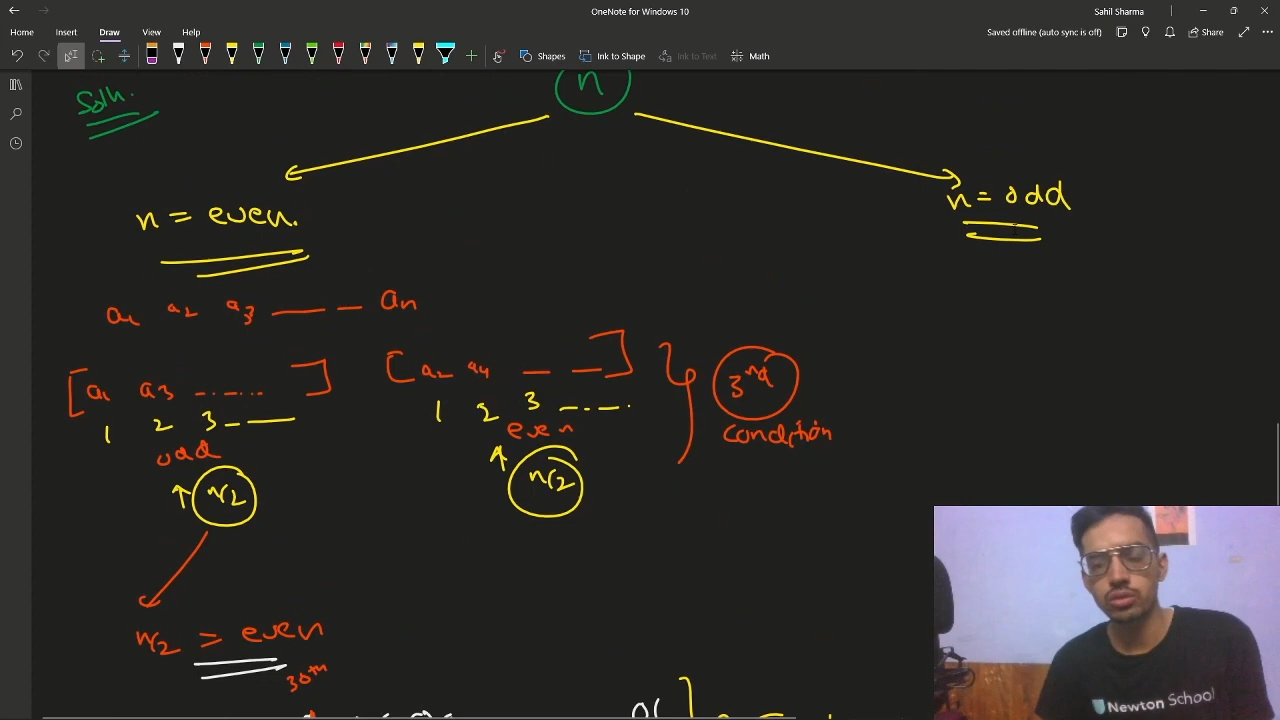 OneNote for Windows 10
Sahil Sharma
Home Insert Draw View Help
Saved offline (auto sync is off)
Share
Shapes
Ink to Shape
Ink to Text
Math
Soln.
n
n = even.
n = odd
a1 a2 a3 —— — an
[a1 a3 ------ ]
[a2 a4 — — ]
3nd
condition
1 2 3 - ——
1 2 3 -----
odd
even
↑ n/2
↑ n/2
n/2 = even
30th
Newton School